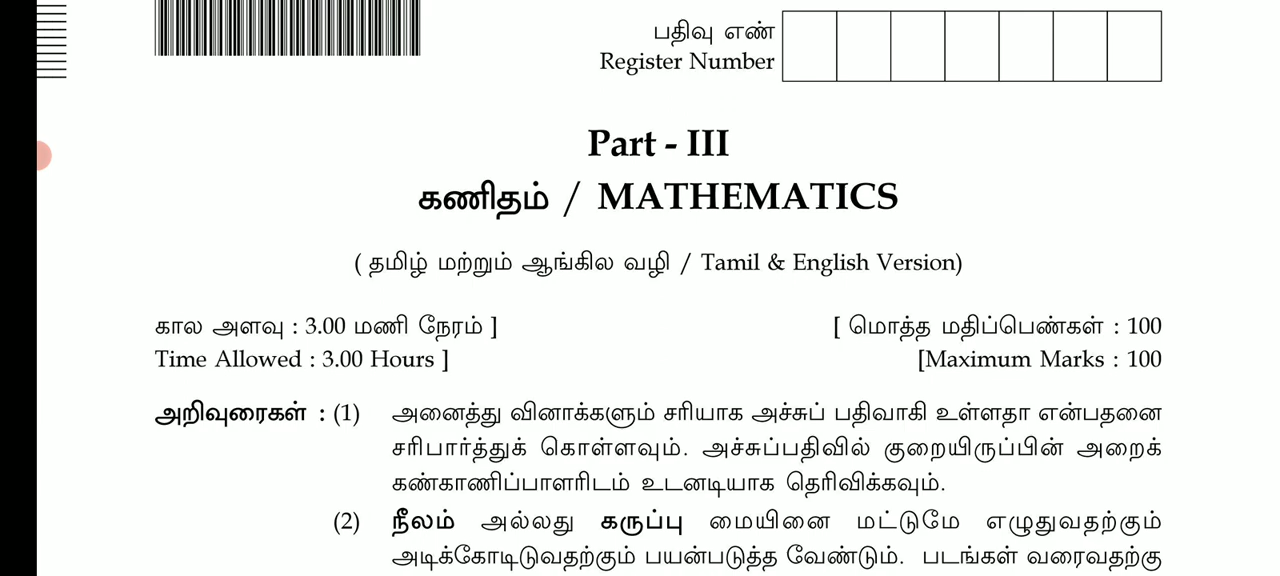 பதிவு எண்
Register Number
Part - III
கணிதம் / MATHEMATICS
( தமிழ் மற்றும் ஆங்கில வழி / Tamil & English Version)
கால அளவு : 3.00 மணி நேரம் ] [ மொத்த மதிப்பெண்கள் : 100
Time Allowed : 3.00 Hours ] [Maximum Marks : 100
அறிவுரைகள் : (1) அனைத்து வினாக்களும் சரியாக அச்சுப் பதிவாகி உள்ளதா என்பதனை
சரிபார்த்துக் கொள்ளவும். அச்சுப்பதிவில் குறையிருப்பின் அறைக்
கண்காணிப்பாளரிடம் உடனடியாக தெரிவிக்கவும்.
(2) நீலம் அல்லது கருப்பு மையினை மட்டுமே எழுதுவதற்கும்
அடிக்கோடிடுவதற்கும் பயன்படுத்த வேண்டும். படங்கள் வரைவதற்கு